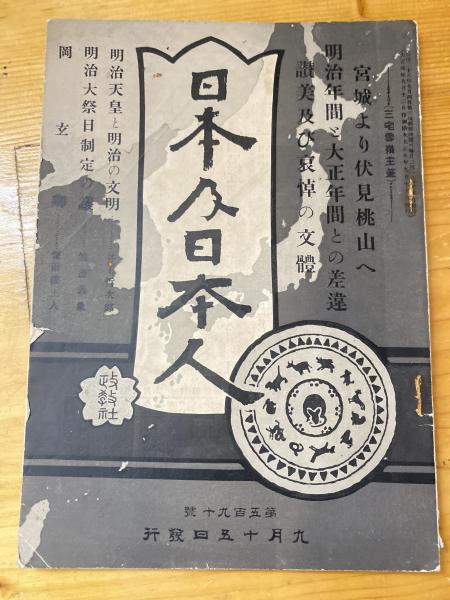 三宅雪嶺主筆
宮城より伏見桃山へ
明治年間と大正年間との差違
讃美及び哀悼の文體
日本及日本人
明治天皇と明治の文明
明治大祭日制定の議
岡玄卿
政敎社
第五百九十號
九月十五日發行